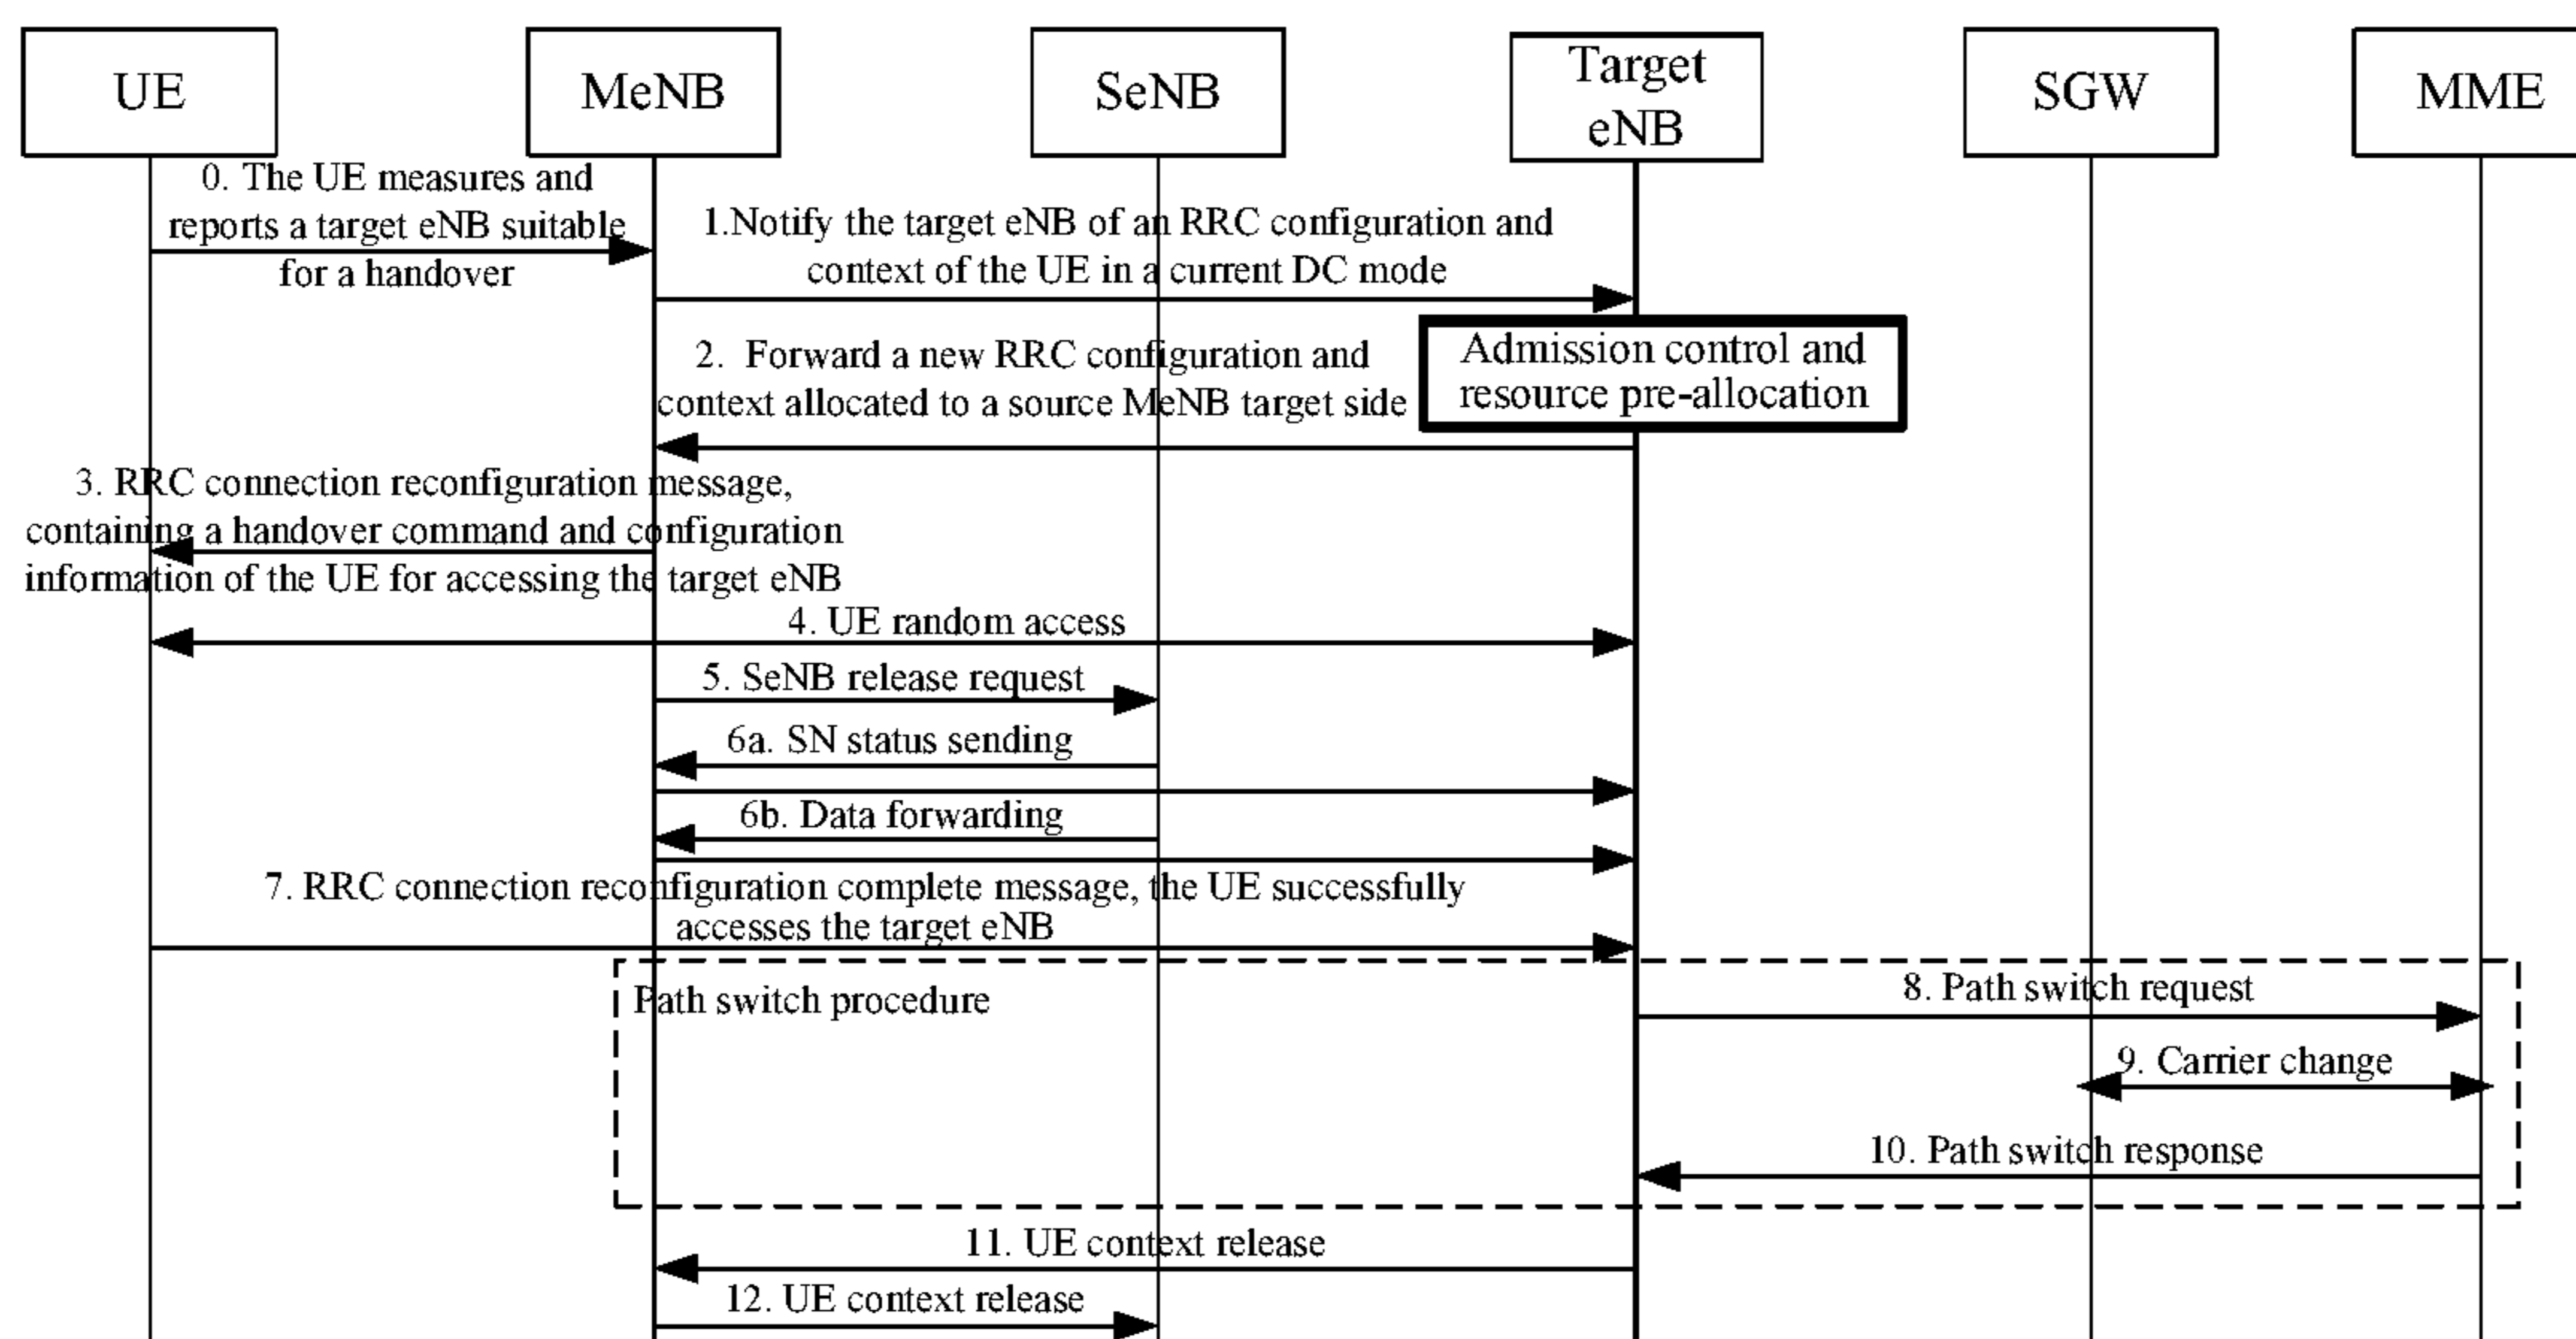 UE
MeNB
SeNB
Target
eNB
SGW
MME
0. The UE measures and
reports a target eNB suitable
for a handover
1.Notify the target eNB of an RRC configuration and
context of the UE in a current DC mode
Admission control and
resource pre-allocation
2. Forward a new RRC configuration and
context allocated to a source MeNB target side
3. RRC connection reconfiguration message,
containing a handover command and configuration
information of the UE for accessing the target eNB
4. UE random access
5. SeNB release request
6a. SN status sending
6b. Data forwarding
7. RRC connection reconfiguration complete message, the UE successfully
accesses the target eNB
Path switch procedure
8. Path switch request
9. Carrier change
10. Path switch response
11. UE context release
12. UE context release